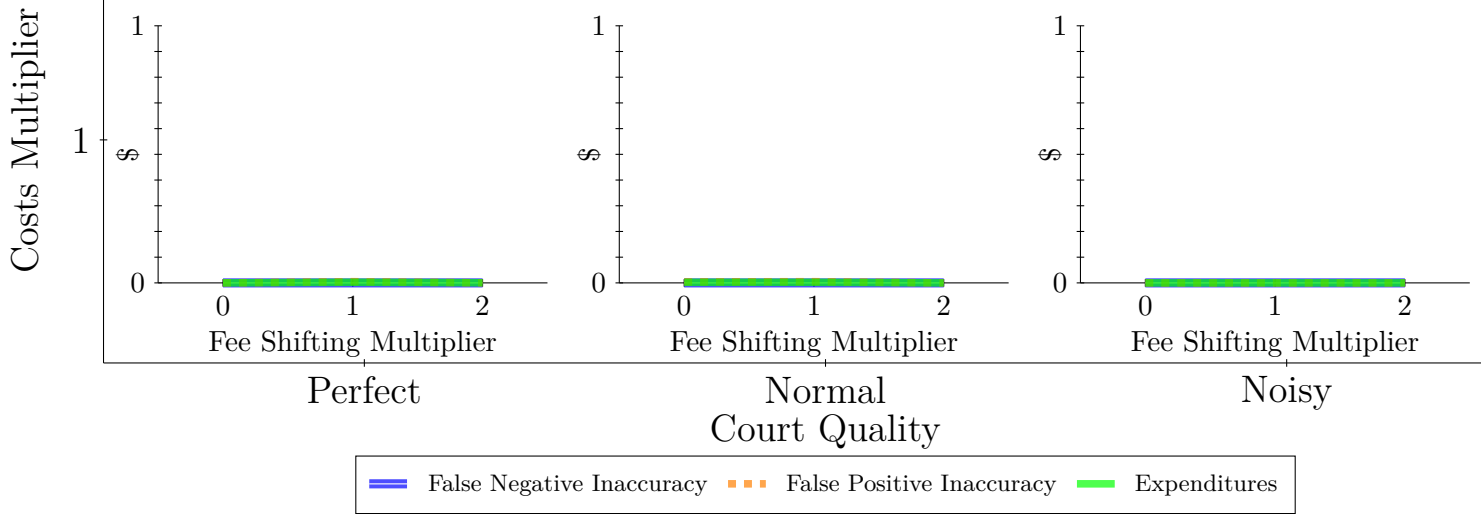 Costs Multiplier
1
1
$
0
0 1 2
Fee Shifting Multiplier
1
$
0
0 1 2
Fee Shifting Multiplier
1
$
0
0 1 2
Fee Shifting Multiplier
Perfect Normal Noisy
Court Quality
False Negative Inaccuracy False Positive Inaccuracy Expenditures